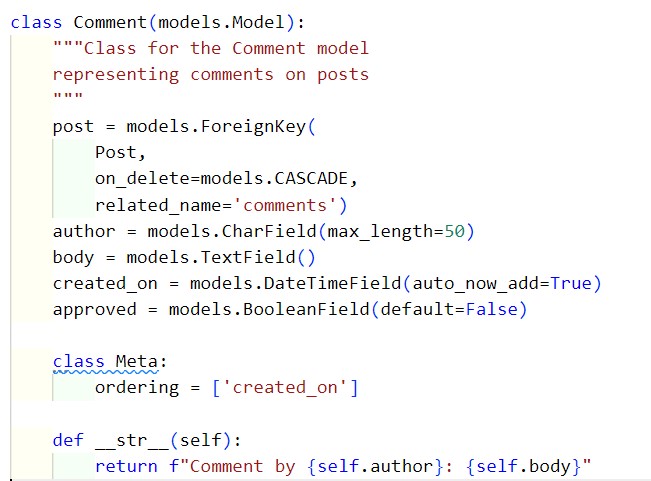 class Comment(models.Model):
    """Class for the Comment model
    representing comments on posts
    """
    post = models.ForeignKey(
        Post,
        on_delete=models.CASCADE,
        related_name='comments')
    author = models.CharField(max_length=50)
    body = models.TextField()
    created_on = models.DateTimeField(auto_now_add=True)
    approved = models.BooleanField(default=False)

    class Meta:
        ordering = ['created_on']

    def __str__(self):
        return f"Comment by {self.author}: {self.body}"